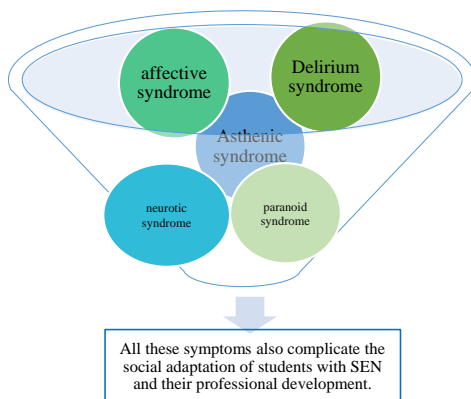 affective
syndrome
Delirium
syndrome
Asthenic
syndrome
neurotic
syndrome
paranoid
syndrome
All these symptoms also complicate the
social adaptation of students with SEN
and their professional development.